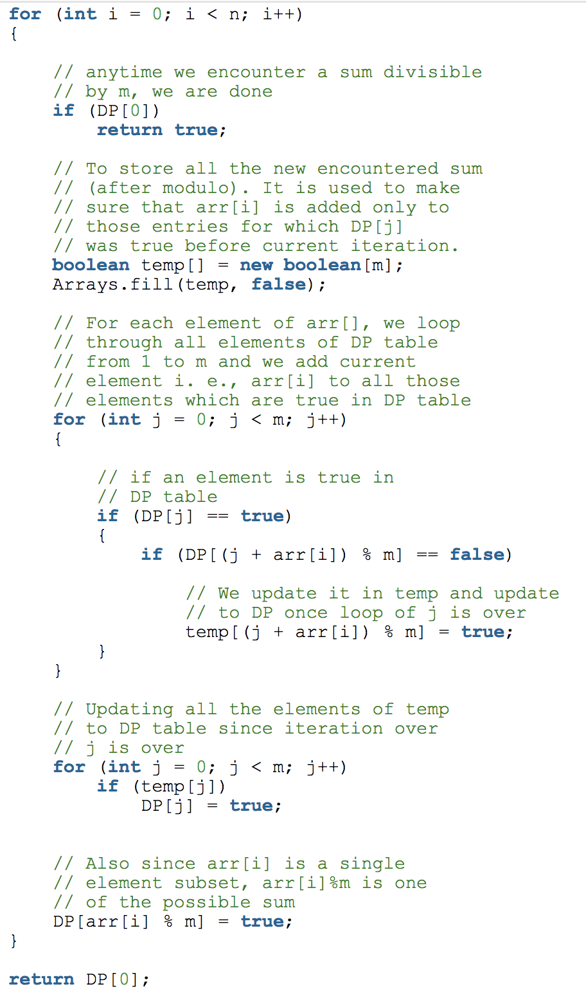 for (int i = 0; i < n; i++)
{
// anytime we encounter a sum divisible
// by m, we are done
if (DP[0])
return true;
// To store all the new encountered sum
// (after modulo). It is used to make
// sure that arr[i] is added only to
// those entries for which DP[j]
// was true before current iteration.
boolean temp[] = new boolean[m];
Arrays.fill(temp, false);
// For each element of arr[], we loop
// through all elements of DP table
// from 1 to m and we add current
// element i. e., arr[i] to all those
// elements which are true in DP table
for (int j = 0; j < m; j++)
{
// if an element is true in
// DP table
if (DP[j] == true)
{
if (DP[(j + arr[i]) % m] == false)
// We update it in temp and update
// to DP once loop of j is over
temp[(j + arr[i]) % m] = true;
}
}
// Updating all the elements of temp
// to DP table since iteration over
// j is over
for (int j = 0; j < m; j++)
if (temp[j])
DP[j] = true;
// Also since arr[i] is a single
// element subset, arr[i]%m is one
// of the possible sum
DP[arr[i] % m] = true;
}
return DP[0];